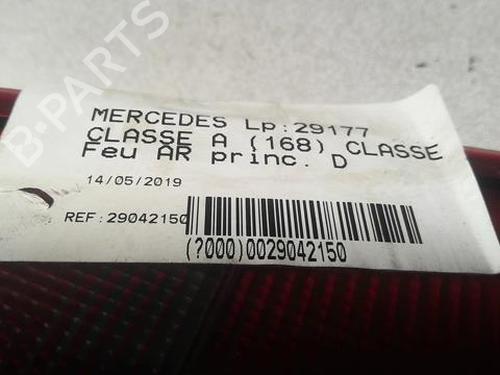 B-PARTS
MERCEDES Lp:29177
CLASSE A (168) CLASSE
Feu AR princ. D
14/05/2019
REF:29042150
(?000)0029042150